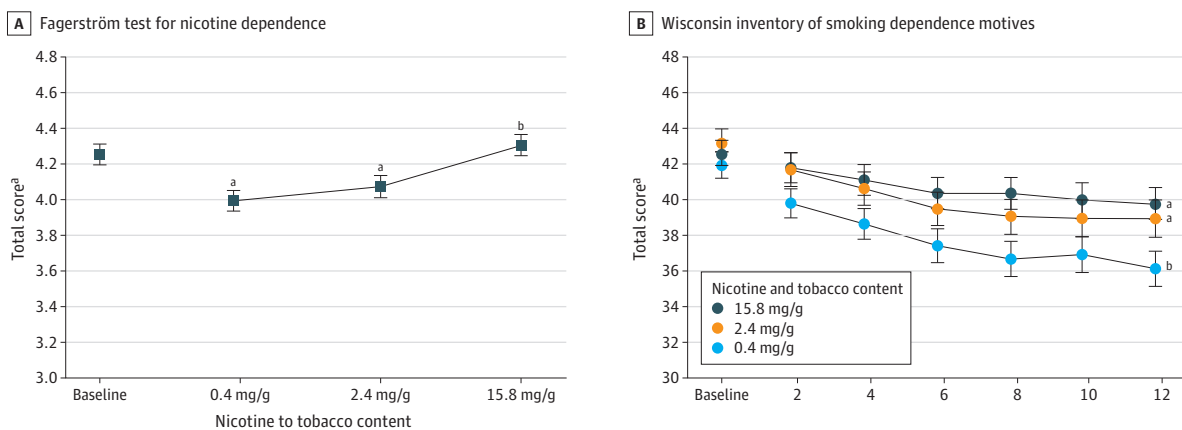 A Fagerström test for nicotine dependence
4.8
4.6
4.4
4.2
4.0
3.8
3.6
3.4
3.2
3.0
Total scoreᵃ
a
a
b
Baseline
0.4 mg/g
2.4 mg/g
15.8 mg/g
Nicotine to tobacco content
B Wisconsin inventory of smoking dependence motives
48
46
44
42
40
38
36
34
32
30
Total scoreᵃ
a
a
b
Nicotine and tobacco content
15.8 mg/g
2.4 mg/g
0.4 mg/g
Baseline
2
4
6
8
10
12